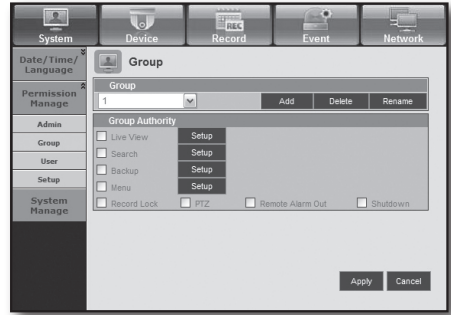 System Device Record Event Network
REC
Date/Time/
Language
Permission
Manage
Admin
Group
User
Setup
System
Manage
Group
Group
1 Add Delete Rename
Group Authority
Live View Setup
Search Setup
Backup Setup
Menu Setup
Record Lock PTZ Remote Alarm Out Shutdown
Apply Cancel